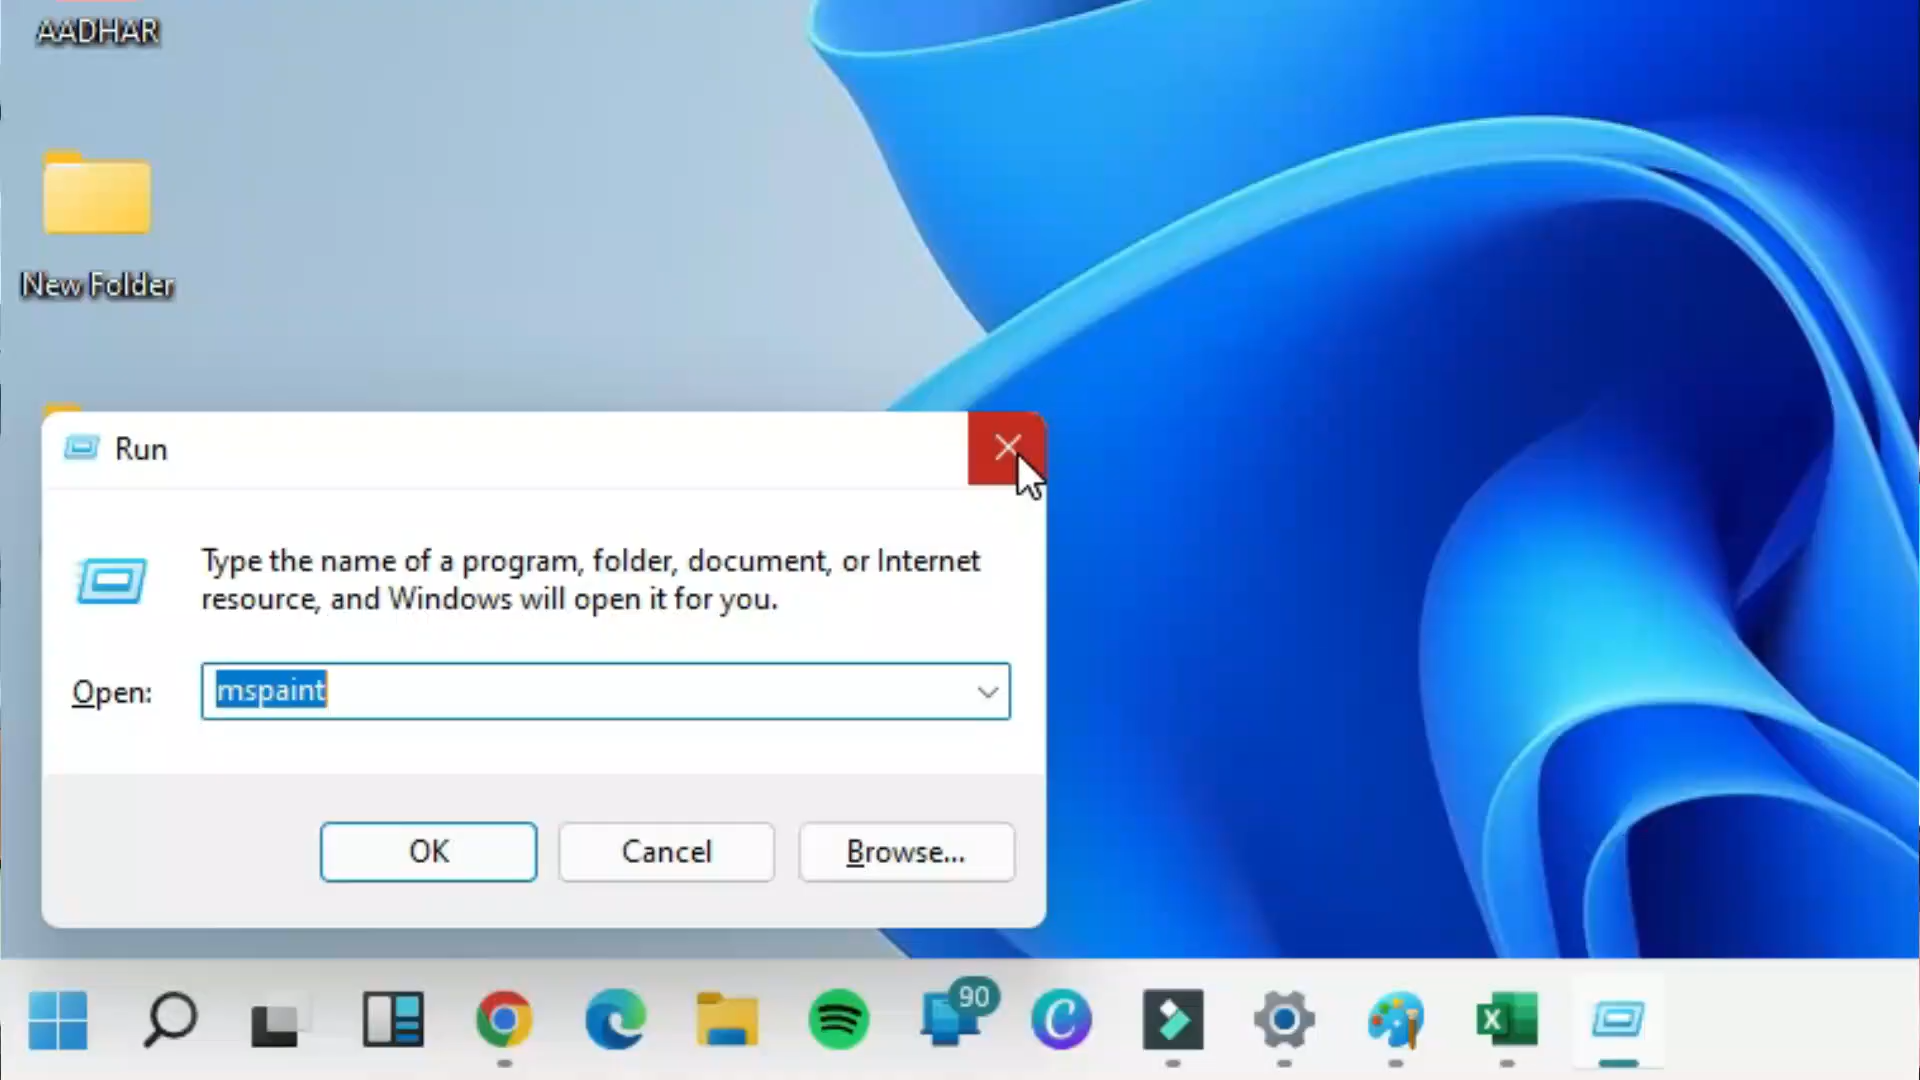 AADHAR
New Folder
Run
Type the name of a program, folder, document, or Internet
resource, and Windows will open it for you.
Open:
mspaint
OK
Cancel
Browse...
90